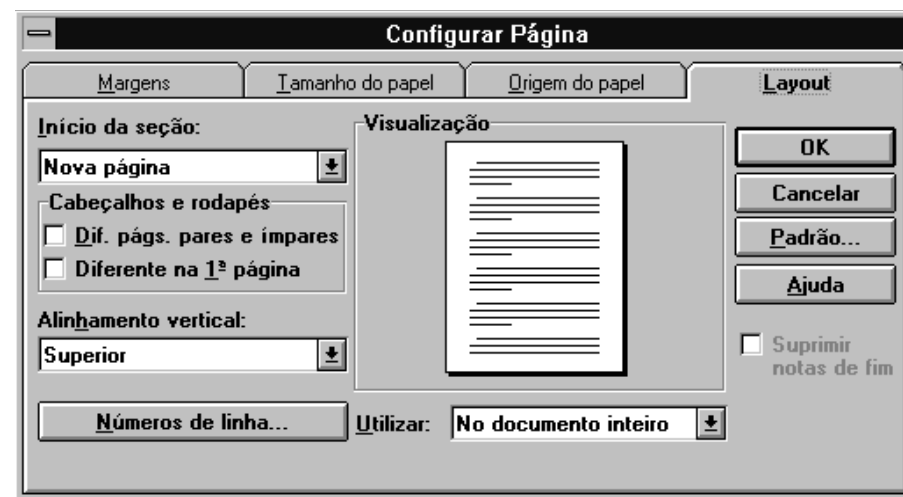 Configurar Página
Margens
Tamanho do papel
Origem do papel
Layout
Início da seção:
Nova página
Cabeçalhos e rodapés
Dif. págs. pares e ímpares
Diferente na 1ª página
Alinhamento vertical:
Superior
Números de linha...
Visualização
Utilizar:
No documento inteiro
OK
Cancelar
Padrão...
Ajuda
Suprimir
notas de fim